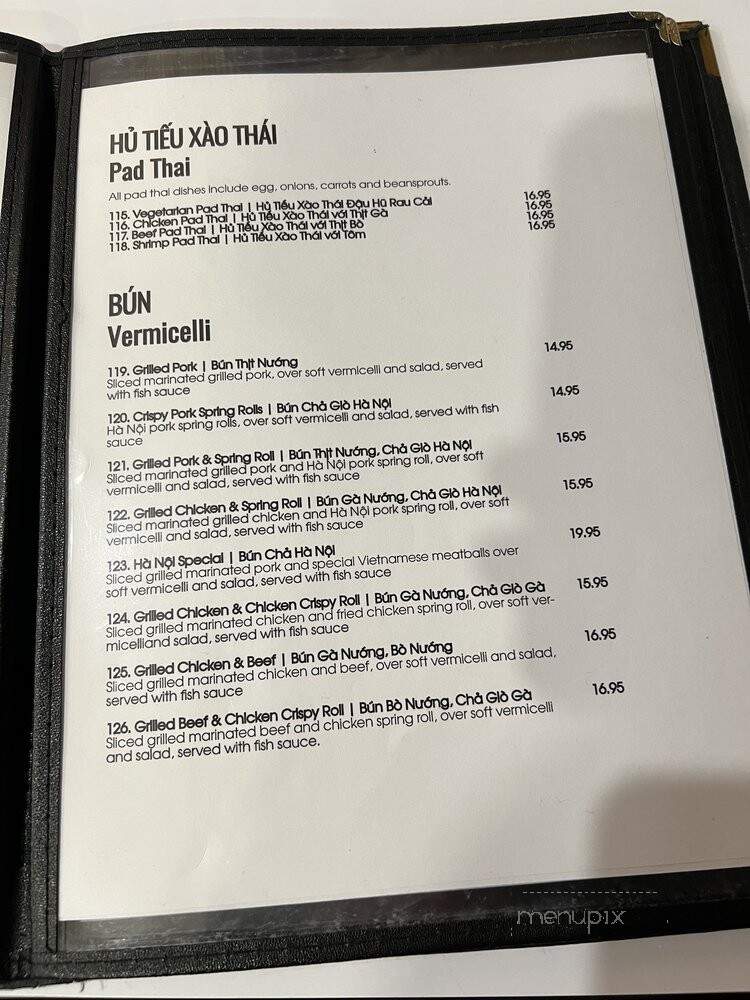 HỦ TIẾU XÀO THÁI
Pad Thai
All pad thai dishes include egg, onions, carrots and beansprouts.
115. Vegetarian Pad Thai | Hủ Tiếu Xào Thái Đậu Hũ Rau Cải 16.95
116. Chicken Pad Thai | Hủ Tiếu Xào Thái với Thịt Gà 16.95
117. Beef Pad Thai | Hủ Tiếu Xào Thái với Thịt Bò 16.95
118. Shrimp Pad Thai | Hủ Tiếu Xào Thái với Tôm 16.95
BÚN
Vermicelli
119. Grilled Pork | Bún Thịt Nướng 14.95
Sliced marinated grilled pork, over soft vermicelli and salad, served
with fish sauce
120. Crispy Pork Spring Rolls | Bún Chả Giò Hà Nội 14.95
Hà Nội pork spring rolls, over soft vermicelli and salad, served with fish
sauce
121. Grilled Pork & Spring Roll | Bún Thịt Nướng, Chả Giò Hà Nội 15.95
Sliced marinated grilled pork and Hà Nội pork spring roll, over soft
vermicelli and salad, served with fish sauce
122. Grilled Chicken & Spring Roll | Bún Gà Nướng, Chả Giò Hà Nội 15.95
Sliced marinated grilled chicken and Hà Nội pork spring roll, over soft
vermicelli and salad, served with fish sauce
123. Hà Nội Special | Bún Chả Hà Nội 19.95
Sliced grilled marinated pork and special Vietnamese meatballs over
soft vermicelli and salad, served with fish sauce
124. Grilled Chicken & Chicken Crispy Roll | Bún Gà Nướng, Chả Giò Gà 15.95
Sliced grilled marinated chicken and fried chicken spring roll, over soft ver-
micelliand salad, served with fish sauce
125. Grilled Chicken & Beef | Bún Gà Nướng, Bò Nướng 16.95
Sliced grilled marinated chicken and beef, over soft vermicelli and salad,
served with fish sauce
126. Grilled Beef & Chicken Crispy Roll | Bún Bò Nướng, Chả Giò Gà 16.95
Sliced grilled marinated beef and chicken spring roll, over soft vermicelli
and salad, served with fish sauce.
menupix